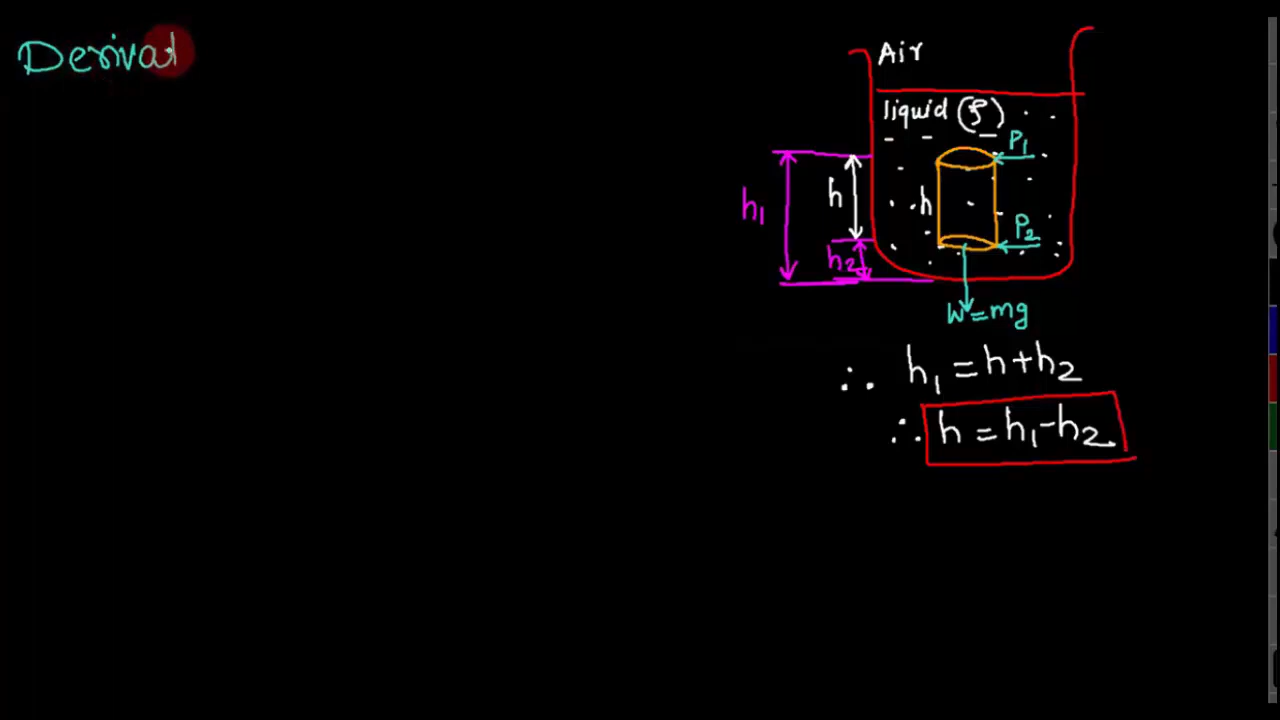 Derivat
Air
liquid (ρ)
P1
h
h
h1
P2
h2
W=mg
∴ h1 = h+h2
∴ h = h1-h2